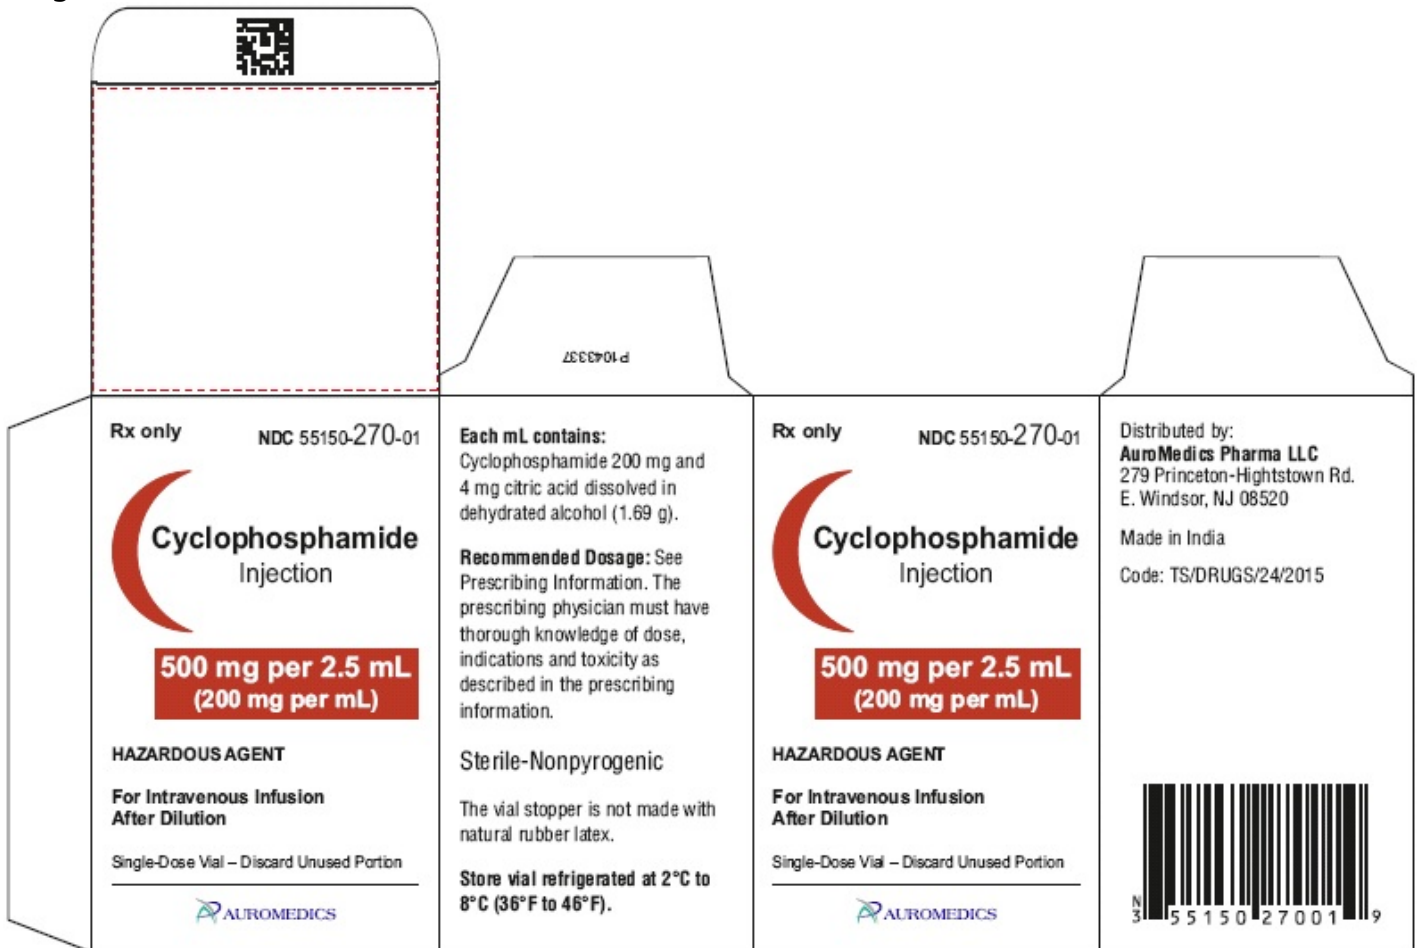 P1043337
Rx only
NDC 55150-270-01
Cyclophosphamide
Injection
500 mg per 2.5 mL
(200 mg per mL)
HAZARDOUS AGENT
For Intravenous Infusion
After Dilution
Single-Dose Vial – Discard Unused Portion
AUROMEDICS
Each mL contains:
Cyclophosphamide 200 mg and
4 mg citric acid dissolved in
dehydrated alcohol (1.69 g).
Recommended Dosage: See
Prescribing Information. The
prescribing physician must have
thorough knowledge of dose,
indications and toxicity as
described in the prescribing
information.
Sterile-Nonpyrogenic
The vial stopper is not made with
natural rubber latex.
Store vial refrigerated at 2°C to
8°C (36°F to 46°F).
Rx only
NDC 55150-270-01
Cyclophosphamide
Injection
500 mg per 2.5 mL
(200 mg per mL)
HAZARDOUS AGENT
For Intravenous Infusion
After Dilution
Single-Dose Vial – Discard Unused Portion
AUROMEDICS
Distributed by:
AuroMedics Pharma LLC
279 Princeton-Hightstown Rd.
E. Windsor, NJ 08520
Made in India
Code: TS/DRUGS/24/2015
N
3 55150 27001 9